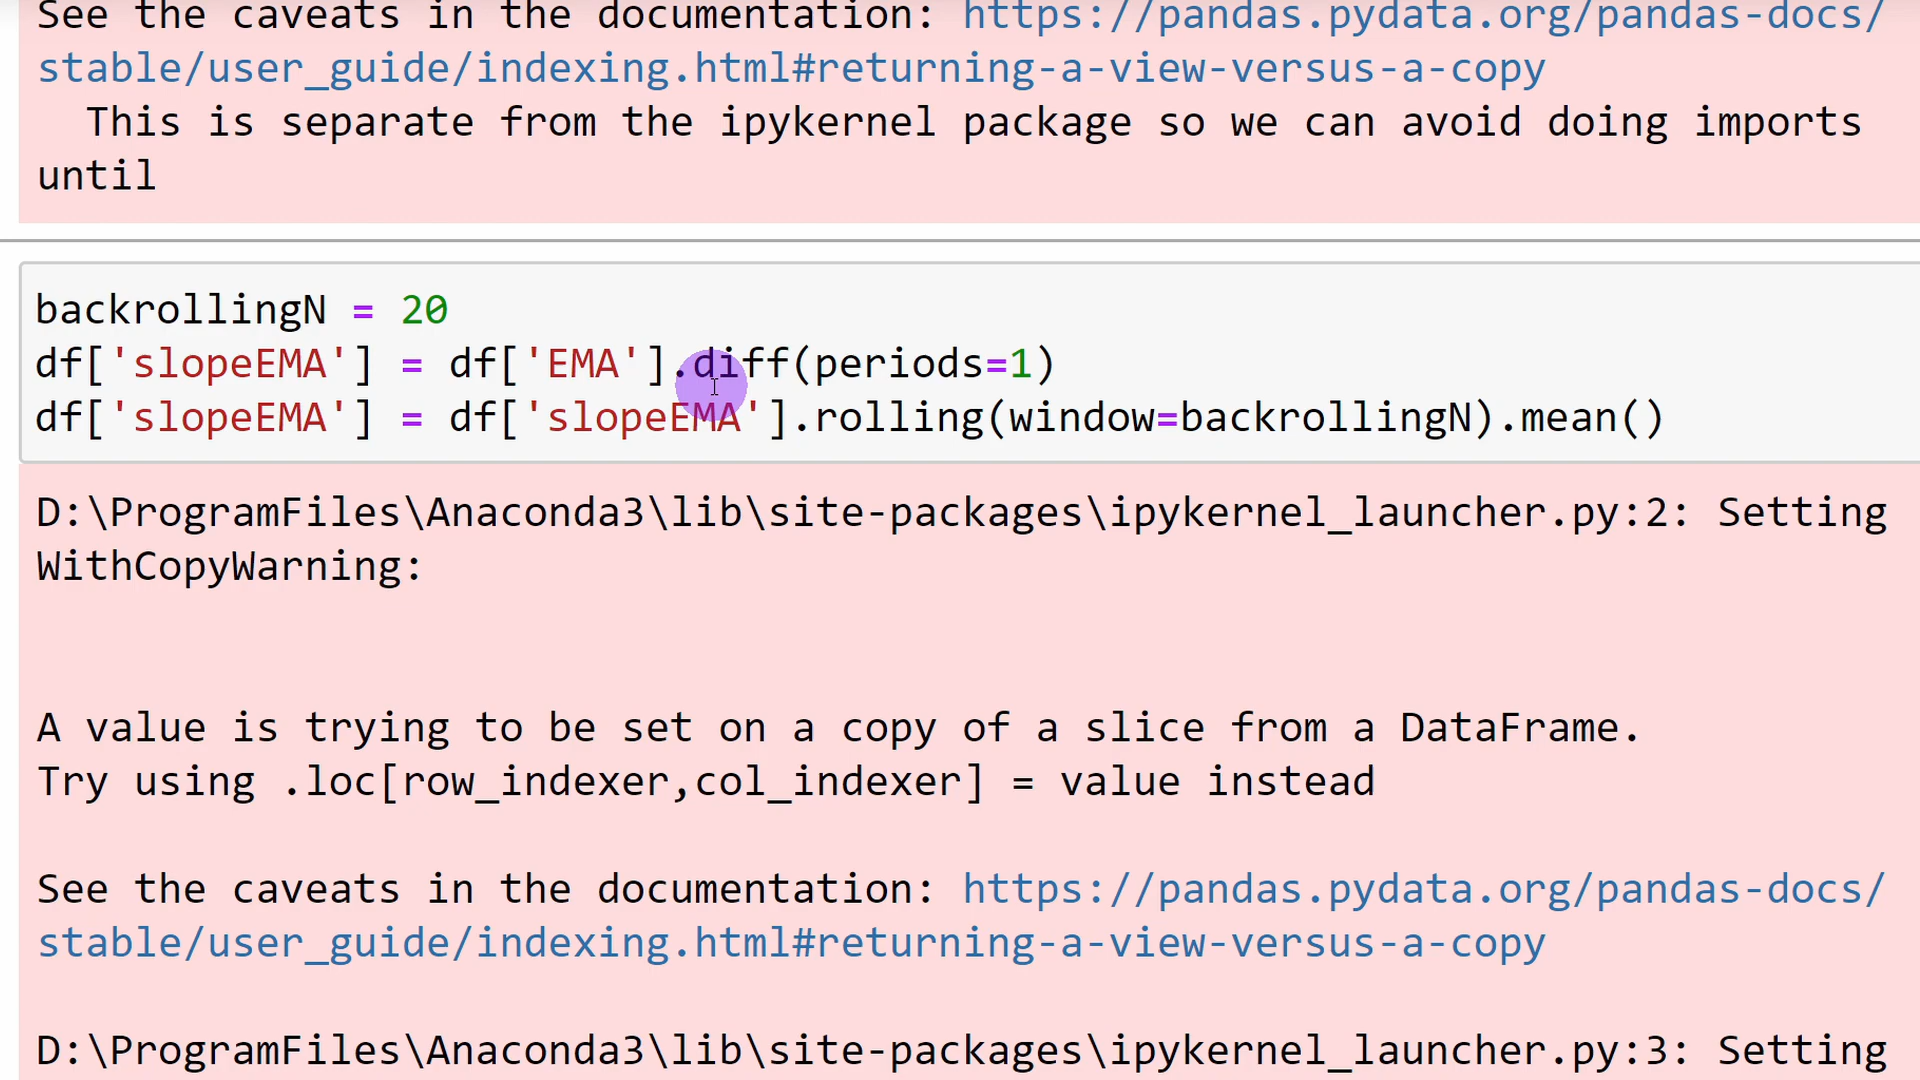 See the caveats in the documentation: https://pandas.pydata.org/pandas-docs/
stable/user_guide/indexing.html#returning-a-view-versus-a-copy
  This is separate from the ipykernel package so we can avoid doing imports
until
backrollingN = 20
df['slopeEMA'] = df['EMA'].diff(periods=1)
df['slopeEMA'] = df['slopeEMA'].rolling(window=backrollingN).mean()
D:\ProgramFiles\Anaconda3\lib\site-packages\ipykernel_launcher.py:2: Setting
WithCopyWarning:
A value is trying to be set on a copy of a slice from a DataFrame.
Try using .loc[row_indexer,col_indexer] = value instead
See the caveats in the documentation: https://pandas.pydata.org/pandas-docs/
stable/user_guide/indexing.html#returning-a-view-versus-a-copy
D:\ProgramFiles\Anaconda3\lib\site-packages\ipykernel_launcher.py:3: Setting